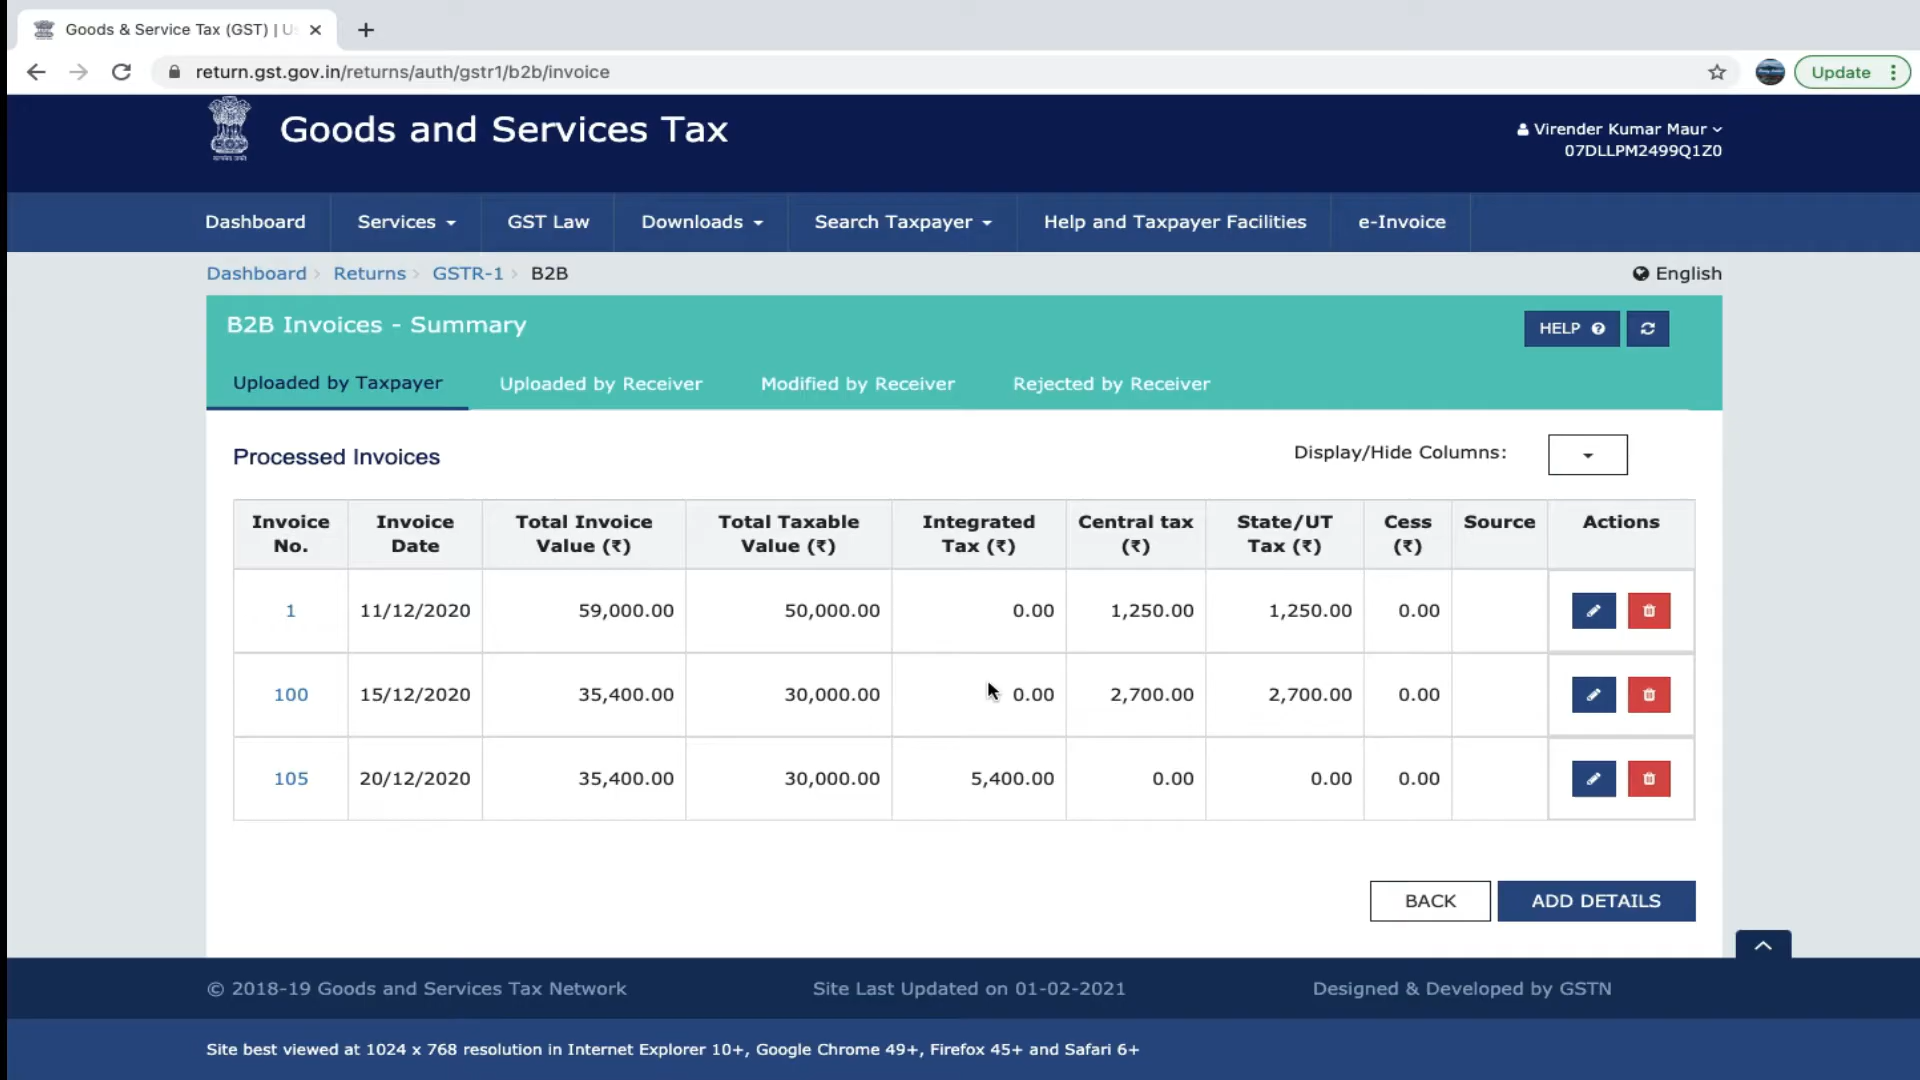 Goods & Service Tax (GST) | Us
return.gst.gov.in/returns/auth/gstr1/b2b/invoice
Update
Goods and Services Tax
Virender Kumar Maur
07DLLPM2499Q1Z0
Dashboard Services GST Law Downloads Search Taxpayer Help and Taxpayer Facilities e-Invoice
Dashboard Returns GSTR-1 B2B
English
B2B Invoices - Summary
HELP
Uploaded by Taxpayer Uploaded by Receiver Modified by Receiver Rejected by Receiver
Processed Invoices
Display/Hide Columns:
Invoice No. Invoice Date Total Invoice Value (₹) Total Taxable Value (₹) Integrated Tax (₹) Central tax (₹) State/UT Tax (₹) Cess (₹) Source Actions
1 11/12/2020 59,000.00 50,000.00 0.00 1,250.00 1,250.00 0.00
100 15/12/2020 35,400.00 30,000.00 0.00 2,700.00 2,700.00 0.00
105 20/12/2020 35,400.00 30,000.00 5,400.00 0.00 0.00 0.00
BACK ADD DETAILS
© 2018-19 Goods and Services Tax Network Site Last Updated on 01-02-2021 Designed & Developed by GSTN
Site best viewed at 1024 x 768 resolution in Internet Explorer 10+, Google Chrome 49+, Firefox 45+ and Safari 6+